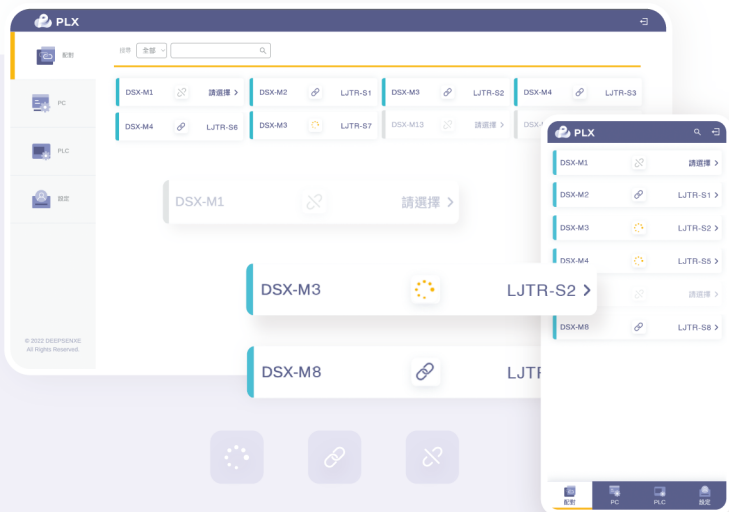 PLX
配對
PC
PLC
設定
© 2022 DEEPSENXE
All Rights Reserved.
全部
DSX-M1 請選擇
DSX-M2 LJTR-S1
DSX-M3 LJTR-S2
DSX-M4 LJTR-S3
DSX-M4 LJTR-S6
DSX-M3 LJTR-S7
DSX-M13 請選擇
DSX-M1 請選擇
DSX-M3 LJTR-S2
DSX-M8 LJTR
PLX
DSX-M1 請選擇
DSX-M2 LJTR-S1
DSX-M3 LJTR-S2
DSX-M4 LJTR-S5
請選擇
DSX-M8 LJTR-S8
配對 PC PLC 設定